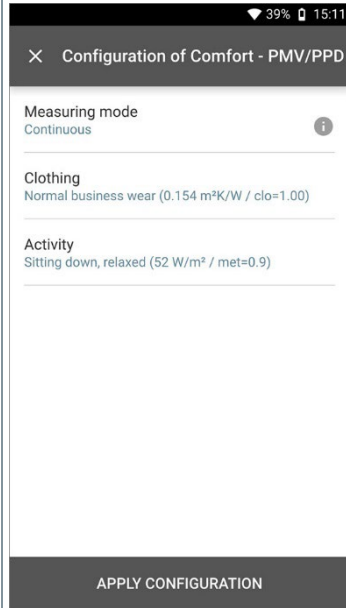 39% 15:11
Configuration of Comfort - PMV/PPD
Measuring mode
Continuous
Clothing
Normal business wear (0.154 m²K/W / clo=1.00)
Activity
Sitting down, relaxed (52 W/m² / met=0.9)
APPLY CONFIGURATION